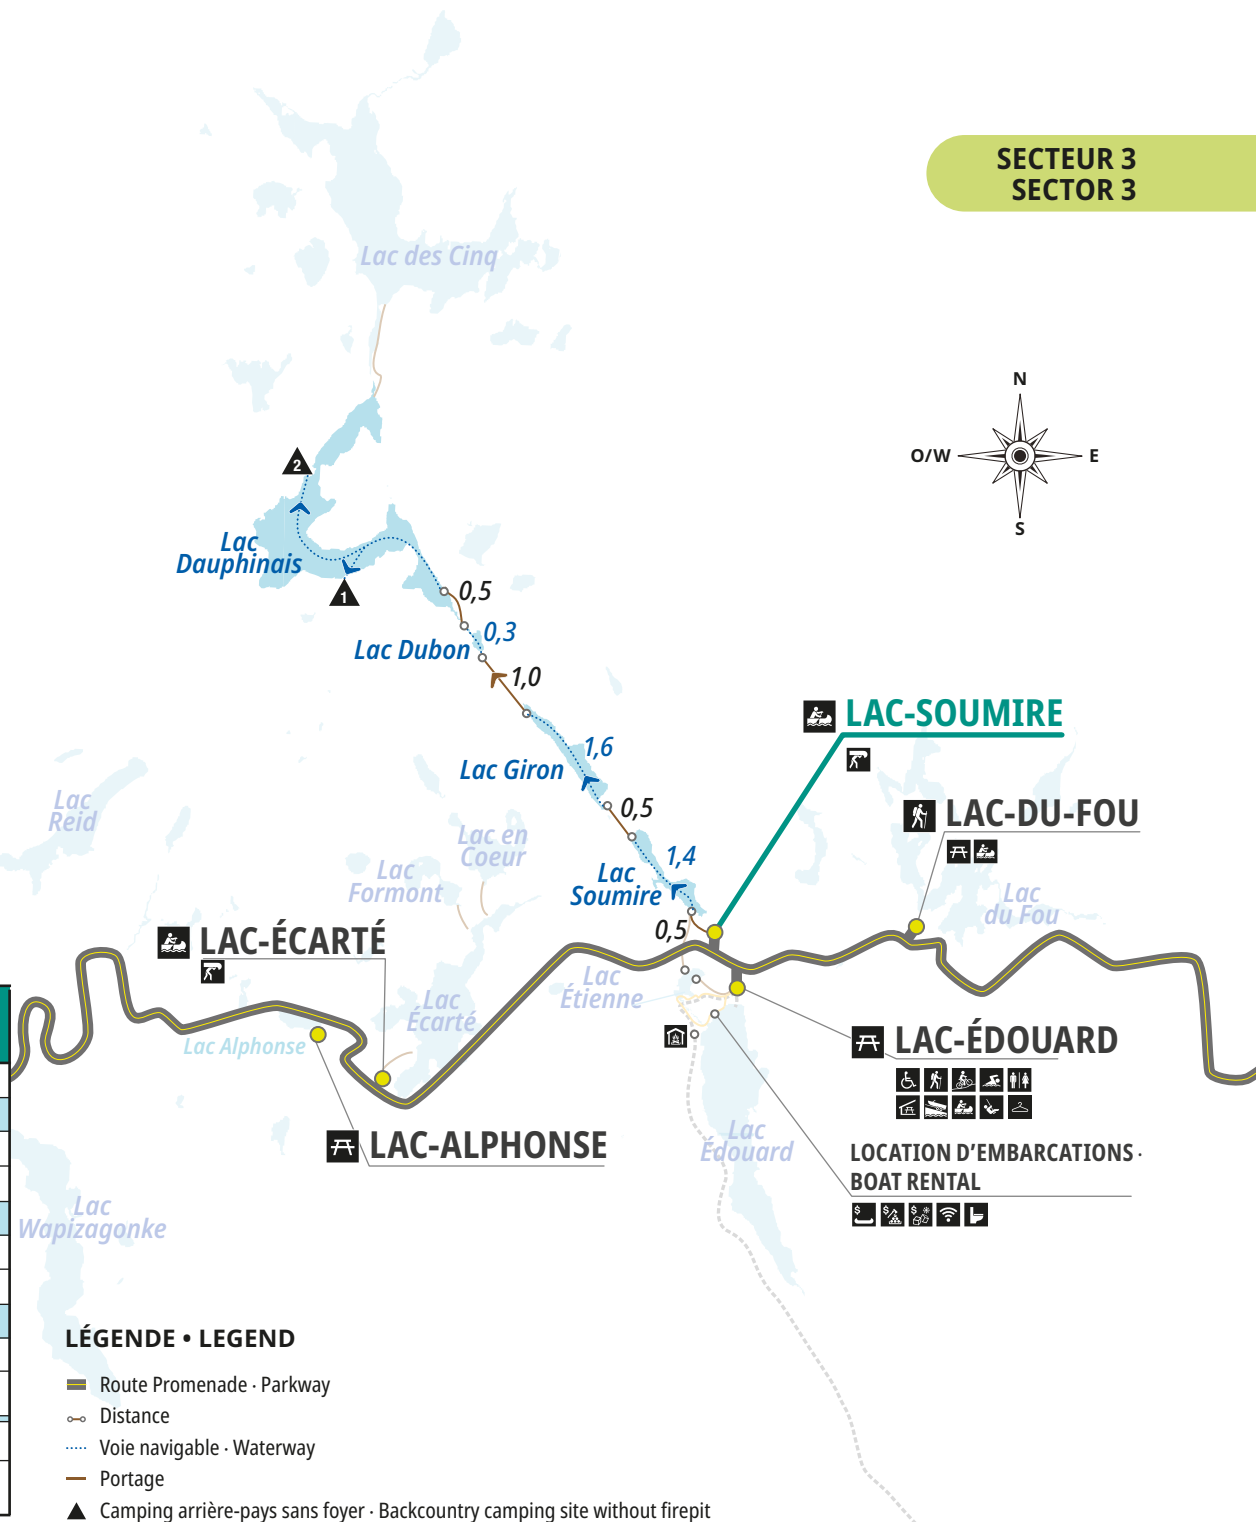 SECTEUR 3
SECTOR 3
Lac des Cinq
N
O/W
E
S
2
Lac
Dauphinais
1
0,5
0,3
Lac Dubon
1,0
LAC-SOUMIRE
1,6
Lac Giron
Lac
Reid
0,5
LAC-DU-FOU
Lac en
Coeur
1,4
Lac
Formont
Lac
Soumire
Lac
du Fou
0,5
LAC-ÉCARTÉ
Lac
Étienne
Lac
Écarté
Lac Alphonse
LAC-ÉDOUARD
LAC-ALPHONSE
Lac
Édouard
LOCATION D’EMBARCATIONS ·
BOAT RENTAL
$
$
$
Lac
Wapizagonke
LÉGENDE • LEGEND
Route Promenade · Parkway
Distance
Voie navigable · Waterway
Portage
Camping arrière-pays sans foyer · Backcountry camping site without firepit